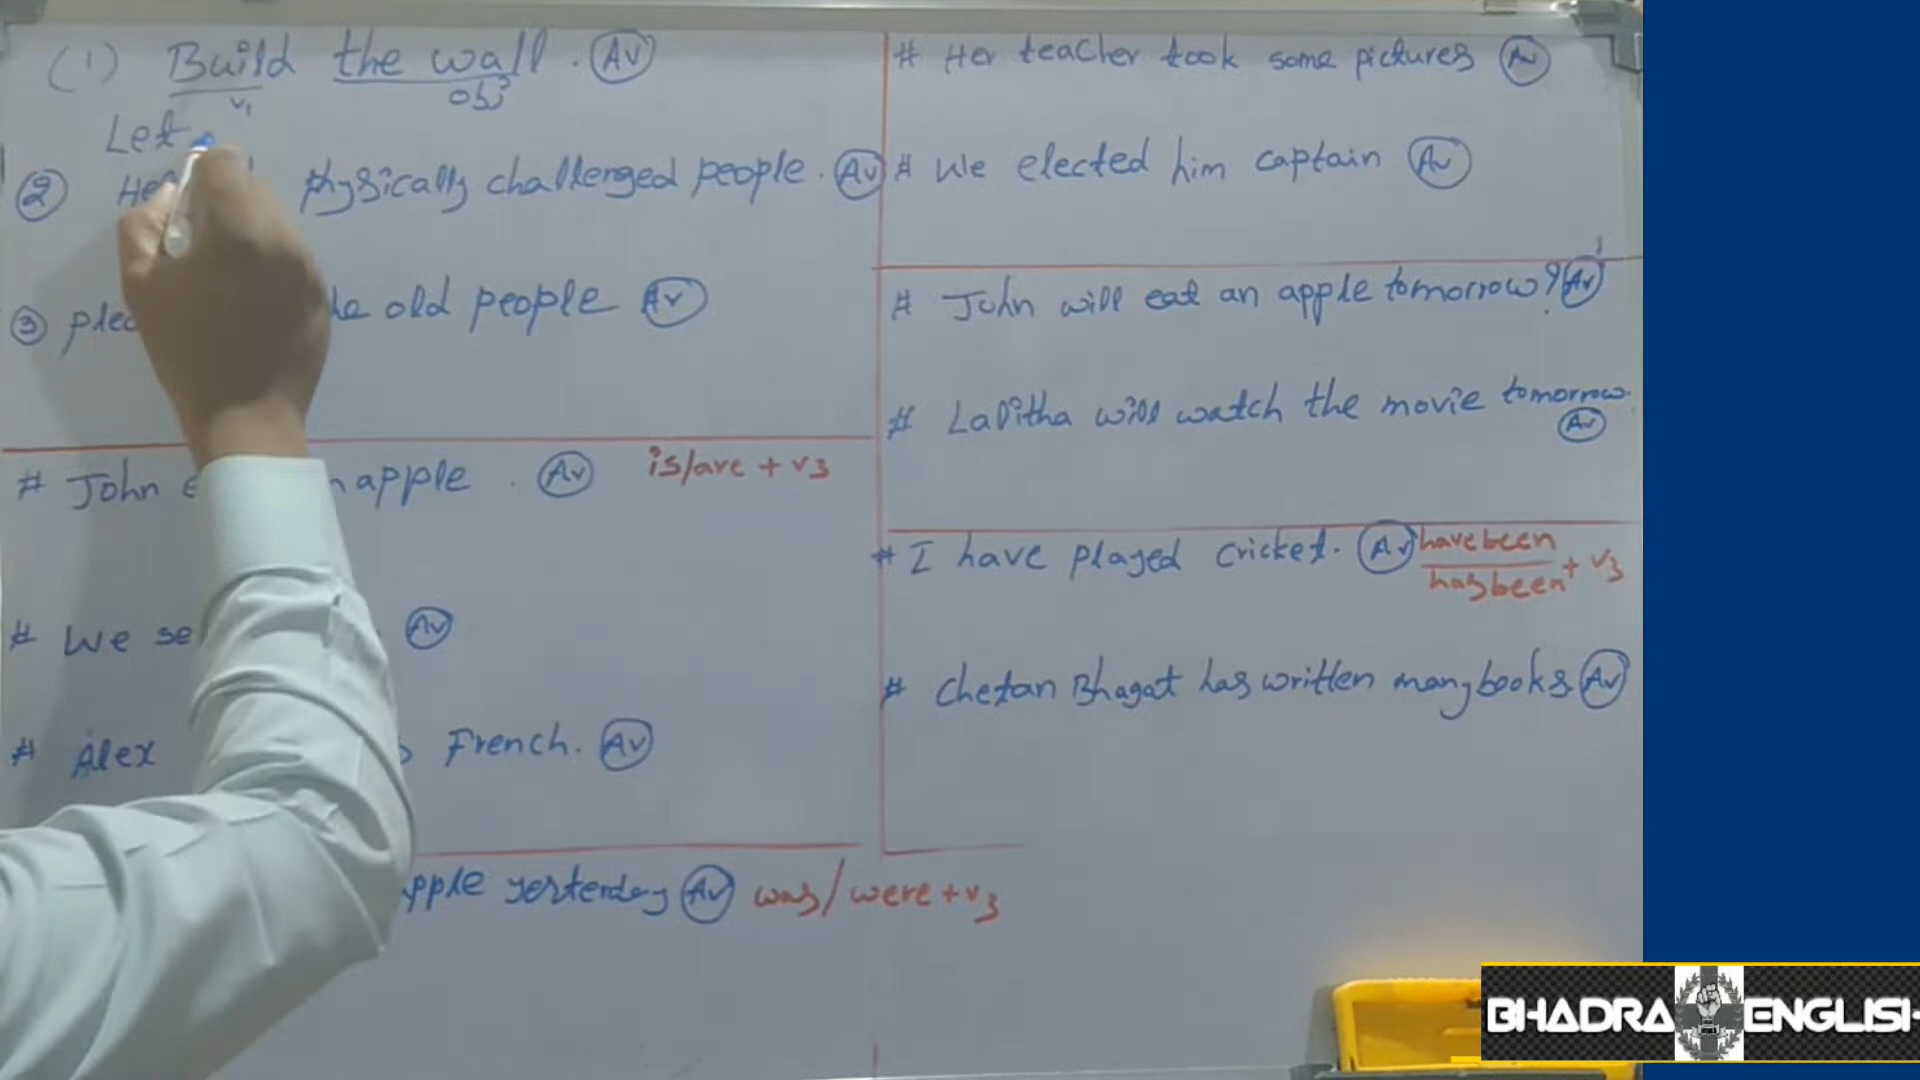 (1) Build the wall. AV
V1 obj
Let
② physically challenged people. AV
③ old people AV
# John apple. AV is/are + V3
# We AV
# Alex French. AV
apple yesterday AV was/were + V3
# Her teacher took some pictures AV
# We elected him captain AV
# John will eat an apple tomorrow? AV
# Lalitha will watch the movie tomorrow.
AV
# I have played cricket. AV have been
has been + V3
# Chetan Bhagat has written many books AV
BHADRA ENGLISH